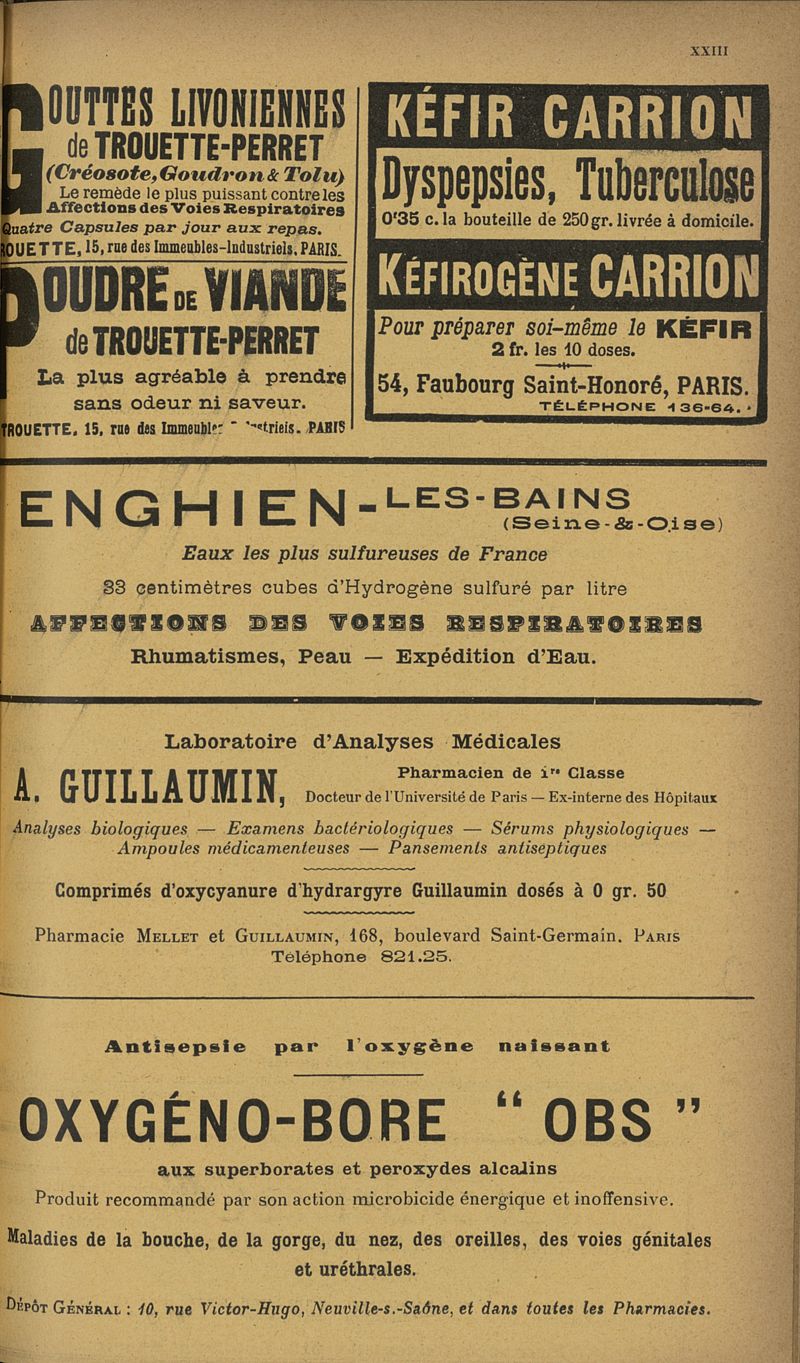 XXIII
GOUTTES LIVONIENNES
de TROUETTE-PERRET
(Créosote, Goudron & Tolu)
Le remède le plus puissant contre les
Affections des Voies Respiratoires
Quatre Capsules par jour aux repas.
ROUETTE, 15, rue des Immeubles-Industriels. PARIS.
POUDRE DE VIANDE
de TROUETTE-PERRET
La plus agréable à prendre
sans odeur ni saveur.
TROUETTE, 15, rue des PARIS
KÉFIR CARRION
Dyspepsies, Tuberculose
0'35 c. la bouteille de 250gr. livrée à domicile.
KÉFIROGÈNE CARRION
Pour préparer soi-même le KÉFIR
2 fr. les 10 doses.
54, Faubourg Saint-Honoré, PARIS.
TÉLÉPHONE 136-64.
ENGHIEN-LES-BAINS
(Seine-&-Oise)
Eaux les plus sulfureuses de France
33 centimètres cubes d'Hydrogène sulfuré par litre
AFFECTIONS DES VOIES RESPIRATOIRES
Rhumatismes, Peau — Expédition d'Eau.
Laboratoire d'Analyses Médicales
A. GUILLAUMIN,
Pharmacien de 1re Classe
Docteur de l'Université de Paris — Ex-interne des Hôpitaux
Analyses biologiques — Examens bactériologiques — Sérums physiologiques —
Ampoules médicamenteuses — Pansements antiseptiques
Comprimés d'oxycyanure d'hydrargyre Guillaumin dosés à 0 gr. 50
Pharmacie MELLET et GUILLAUMIN, 168, boulevard Saint-Germain. PARIS
Téléphone 821.25.
Antisepsie par l'oxygène naissant
OXYGÉNO-BORE “ OBS ”
aux superborates et peroxydes alcalins
Produit recommandé par son action microbicide énergique et inoffensive.
Maladies de la bouche, de la gorge, du nez, des oreilles, des voies génitales
et uréthrales.
DÉPÔT GÉNÉRAL : 10, rue Victor-Hugo, Neuville-s.-Saône, et dans toutes les Pharmacies.